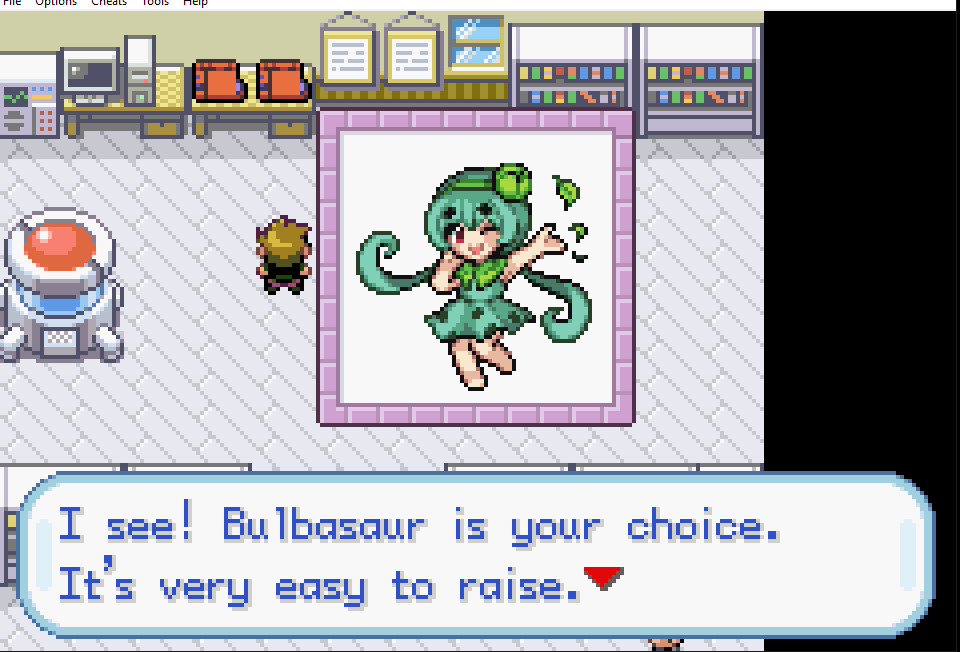 File Options Cheats Tools Help
I see! Bulbasaur is your choice.
It's very easy to raise.